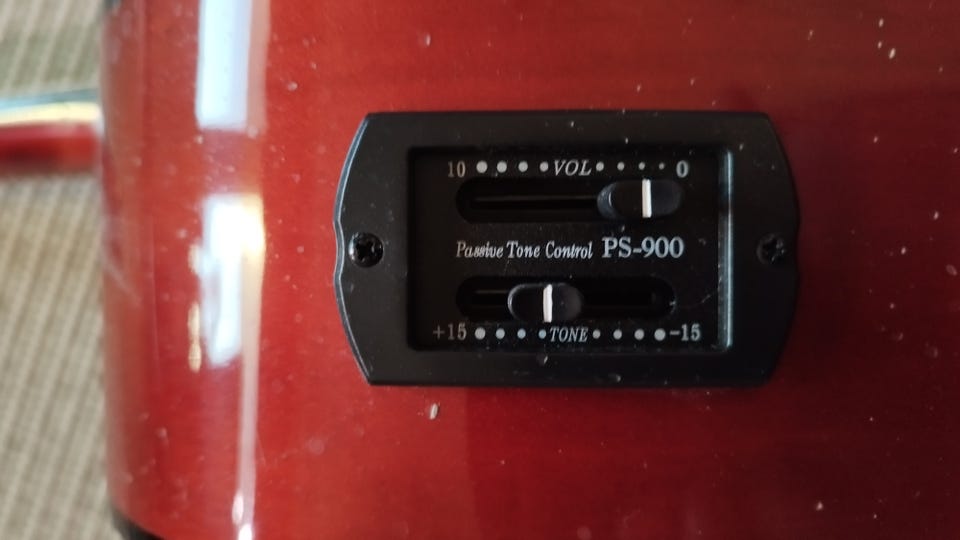 10 VOL 0
Passive Tone Control PS-900
+15 TONE -15